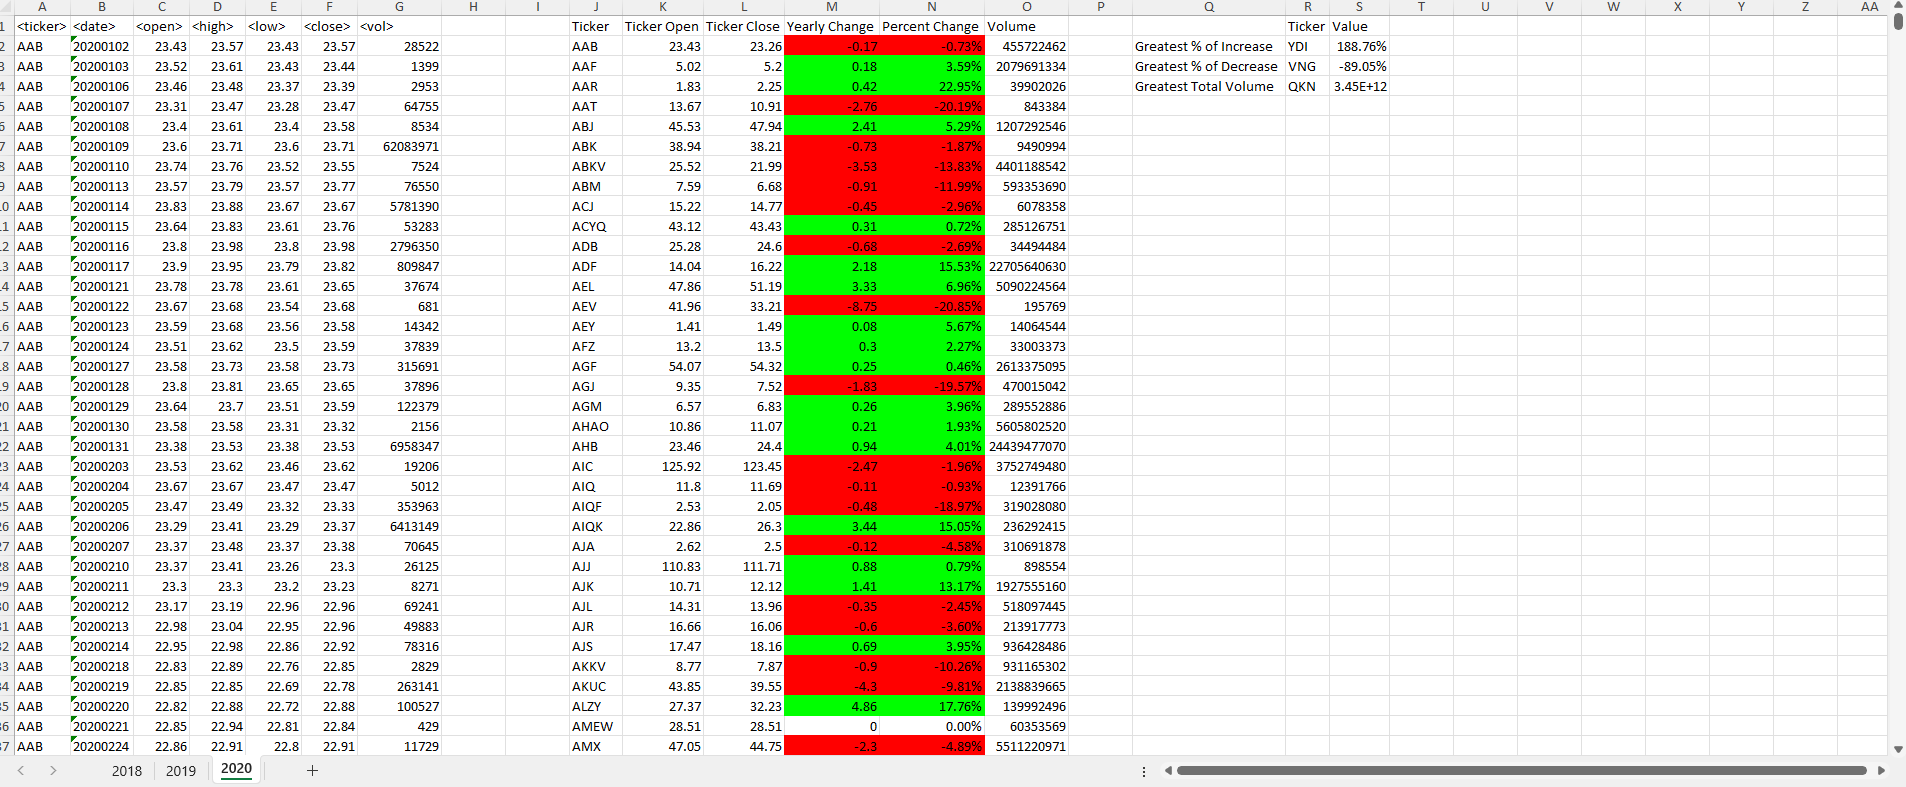 A B C D E F G H I J K L M N O P Q R S T U V W X Y Z AA
1 <ticker> <date> <open> <high> <low> <close> <vol> Ticker Ticker Open Ticker Close Yearly Change Percent Change Volume Ticker Value
2 AAB 20200102 23.43 23.57 23.43 23.57 28522 AAB 23.43 23.26 -0.17 -0.73% 455722462 Greatest % of Increase YDI 188.76%
3 AAB 20200103 23.52 23.61 23.43 23.44 1399 AAF 5.02 5.2 0.18 3.59% 2079691334 Greatest % of Decrease VNG -89.05%
4 AAB 20200106 23.46 23.48 23.37 23.39 2953 AAR 1.83 2.25 0.42 22.95% 39902026 Greatest Total Volume QKN 3.45E+12
5 AAB 20200107 23.31 23.47 23.28 23.47 64755 AAT 13.67 10.91 -2.76 -20.19% 843384
6 AAB 20200108 23.4 23.61 23.4 23.58 8534 ABJ 45.53 47.94 2.41 5.29% 1207292546
7 AAB 20200109 23.6 23.71 23.6 23.71 62083971 ABK 38.94 38.21 -0.73 -1.87% 9490994
8 AAB 20200110 23.74 23.76 23.52 23.55 7524 ABKV 25.52 21.99 -3.53 -13.83% 4401188542
9 AAB 20200113 23.57 23.79 23.57 23.77 76550 ABM 7.59 6.68 -0.91 -11.99% 593353690
10 AAB 20200114 23.83 23.88 23.67 23.67 5781390 ACJ 15.22 14.77 -0.45 -2.96% 6078358
11 AAB 20200115 23.64 23.83 23.61 23.76 53283 ACYQ 43.12 43.43 0.31 0.72% 285126751
12 AAB 20200116 23.8 23.98 23.8 23.98 2796350 ADB 25.28 24.6 -0.68 -2.69% 34494484
13 AAB 20200117 23.9 23.95 23.79 23.82 809847 ADF 14.04 16.22 2.18 15.53% 22705640630
14 AAB 20200121 23.78 23.78 23.61 23.65 37674 AEL 47.86 51.19 3.33 6.96% 5090224564
15 AAB 20200122 23.67 23.68 23.54 23.68 681 AEV 41.96 33.21 -8.75 -20.85% 195769
16 AAB 20200123 23.59 23.68 23.56 23.58 14342 AEY 1.41 1.49 0.08 5.67% 14064544
17 AAB 20200124 23.51 23.62 23.5 23.59 37839 AFZ 13.2 13.5 0.3 2.27% 33003373
18 AAB 20200127 23.58 23.73 23.58 23.73 315691 AGF 54.07 54.32 0.25 0.46% 2613375095
19 AAB 20200128 23.8 23.81 23.65 23.65 37896 AGJ 9.35 7.52 -1.83 -19.57% 470015042
20 AAB 20200129 23.64 23.7 23.51 23.59 122379 AGM 6.57 6.83 0.26 3.96% 289552886
21 AAB 20200130 23.58 23.58 23.31 23.32 2156 AHAO 10.86 11.07 0.21 1.93% 5605802520
22 AAB 20200131 23.38 23.53 23.38 23.53 6958347 AHB 23.46 24.4 0.94 4.01% 24439477070
23 AAB 20200203 23.53 23.62 23.46 23.62 19206 AIC 125.92 123.45 -2.47 -1.96% 3752749480
24 AAB 20200204 23.67 23.67 23.47 23.47 5012 AIQ 11.8 11.69 -0.11 -0.93% 12391766
25 AAB 20200205 23.47 23.49 23.32 23.33 353963 AIQF 2.53 2.05 -0.48 -18.97% 319028080
26 AAB 20200206 23.29 23.41 23.29 23.37 6413149 AIQK 22.86 26.3 3.44 15.05% 236292415
27 AAB 20200207 23.37 23.48 23.37 23.38 70645 AJA 2.62 2.5 -0.12 -4.58% 310691878
28 AAB 20200210 23.37 23.41 23.26 23.3 26125 AJJ 110.83 111.71 0.88 0.79% 898554
29 AAB 20200211 23.3 23.3 23.2 23.23 8271 AJK 10.71 12.12 1.41 13.17% 1927555160
30 AAB 20200212 23.17 23.19 22.96 22.96 69241 AJL 14.31 13.96 -0.35 -2.45% 518097445
31 AAB 20200213 22.98 23.04 22.95 22.96 49883 AJR 16.66 16.06 -0.6 -3.60% 213917773
32 AAB 20200214 22.95 22.98 22.86 22.92 78316 AJS 17.47 18.16 0.69 3.95% 936428486
33 AAB 20200218 22.83 22.89 22.76 22.85 2829 AKKV 8.77 7.87 -0.9 -10.26% 931165302
34 AAB 20200219 22.85 22.85 22.69 22.78 263141 AKUC 43.85 39.55 -4.3 -9.81% 2138839665
35 AAB 20200220 22.82 22.88 22.72 22.88 100527 ALZY 27.37 32.23 4.86 17.76% 139992496
36 AAB 20200221 22.85 22.94 22.81 22.84 429 AMEW 28.51 28.51 0 0.00% 60353569
37 AAB 20200224 22.86 22.91 22.8 22.91 11729 AMX 47.05 44.75 -2.3 -4.89% 5511220971
2018 2019 2020 +